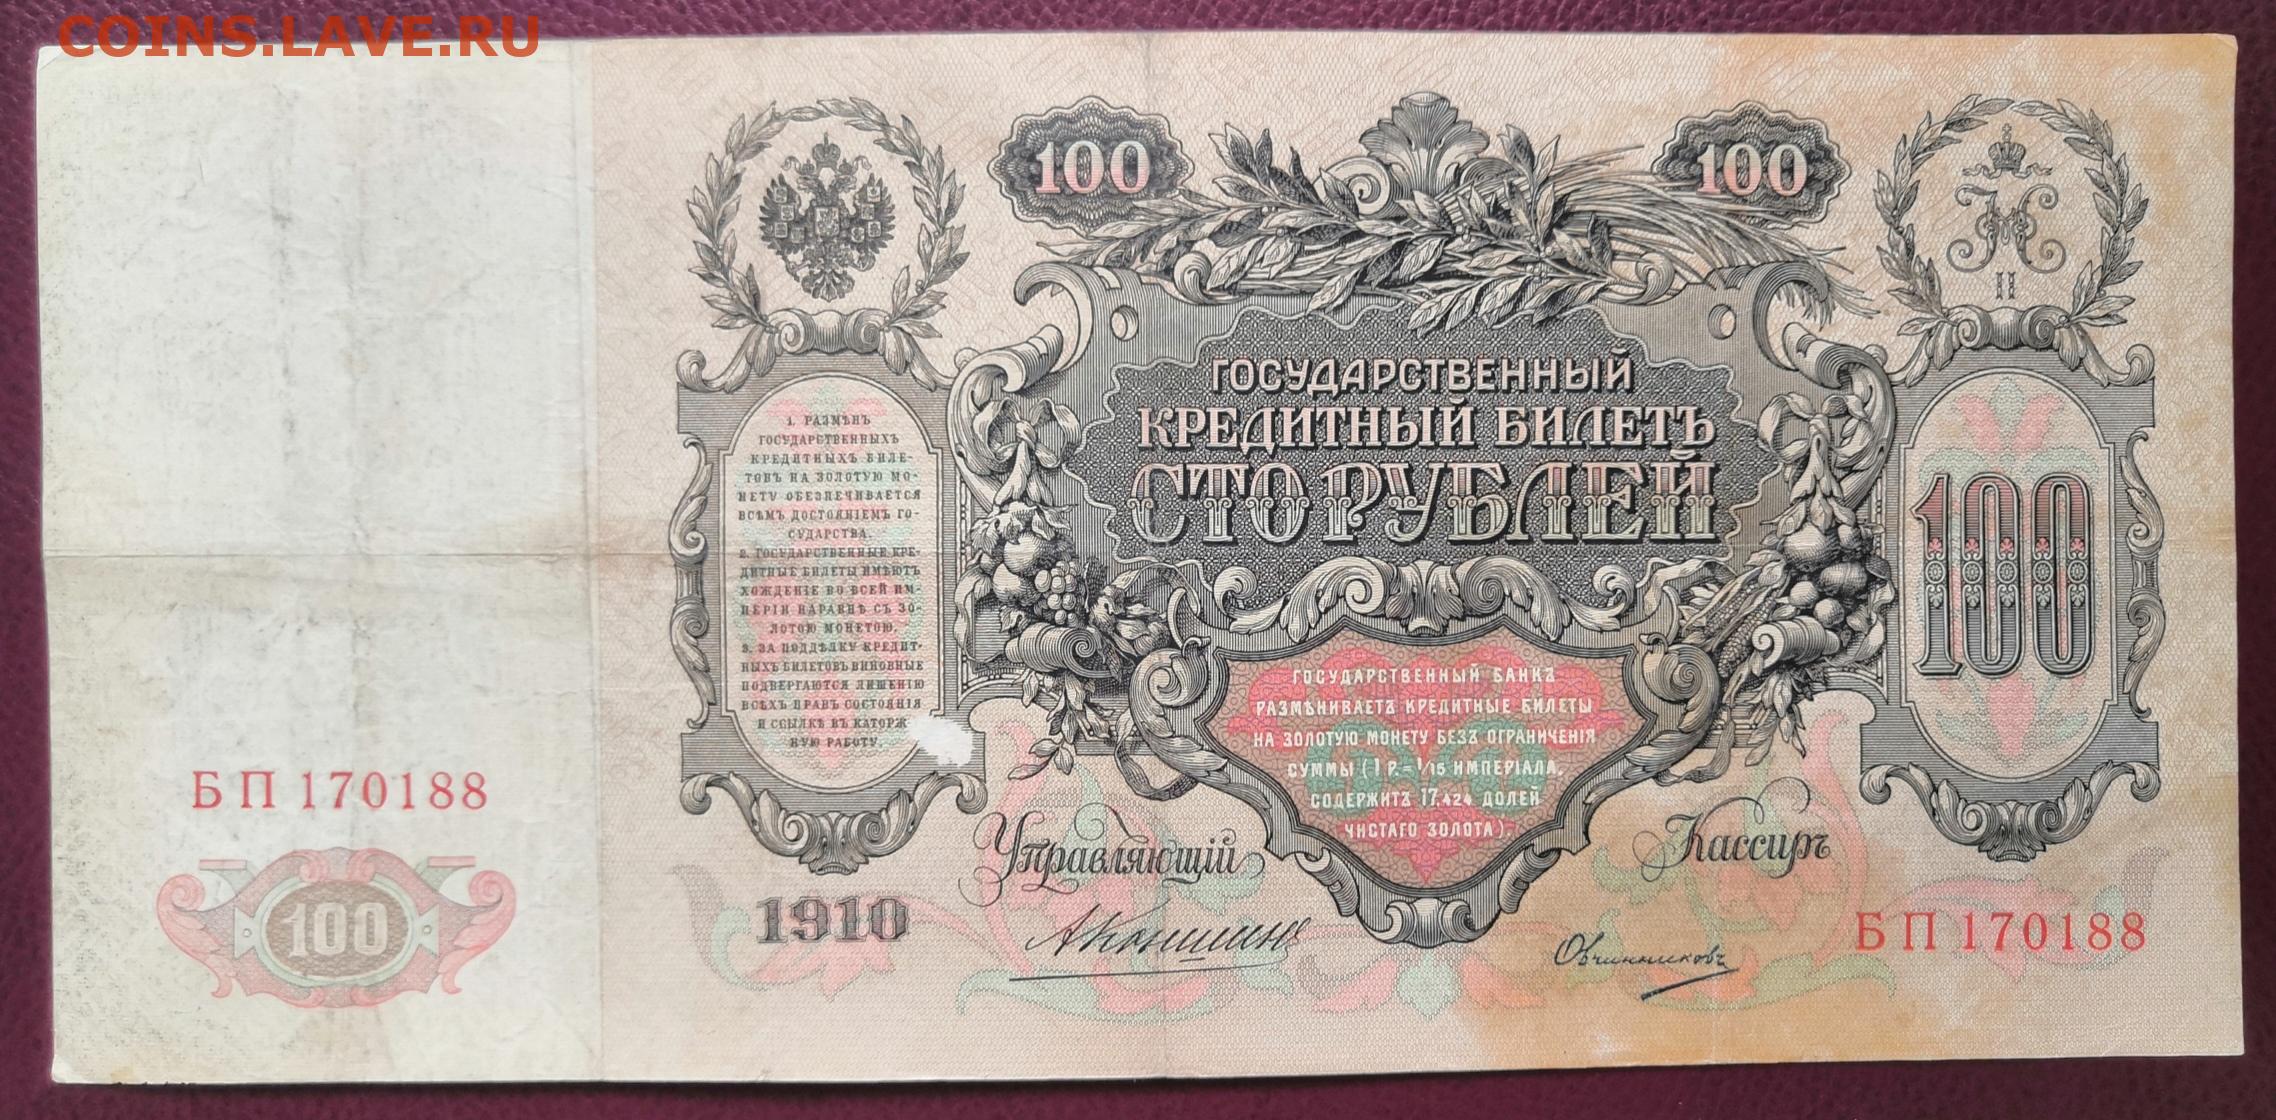 COINS.LAVE.RU
100
100
II
ГОСУДАРСТВЕННЫЙ
КРЕДИТНЫЙ БИЛЕТЪ
СТО РУБЛЕЙ
1. РАЗМѢНЪ
ГОСУДАРСТВЕННЫХЪ
КРЕДИТНЫХЪ БИЛЕ-
ТОВЪ НА ЗОЛОТУЮ МО-
НЕТУ ОБЕЗПЕЧИВАЕТСЯ
ВСѢМЪ ДОСТОЯНІЕМЪ ГО-
СУДАРСТВА.
2. ГОСУДАРСТВЕННЫЕ КРЕ-
ДИТНЫЕ БИЛЕТЫ ИМѢЮТЪ
ХОЖДЕНІЕ ВО ВСЕЙ ИМ-
ПЕРІИ НАРАВНѢ СЪ ЗО-
ЛОТОЮ МОНЕТОЮ.
3. ЗА ПОДДѢЛКУ КРЕДИТ-
НЫХЪ БИЛЕТОВЪ ВИНОВНЫЕ
ПОДВЕРГАЮТСЯ ЛИШЕНІЮ
ВСѢХЪ ПРАВЪ СОСТОЯНІЯ
И ССЫЛКѢ ВЪ КАТОРЖ
НУЮ РАБОТУ.
100
ГОСУДАРСТВЕННЫЙ БАНКЪ
РАЗМѢНИВАЕТЪ КРЕДИТНЫЕ БИЛЕТЫ
НА ЗОЛОТУЮ МОНЕТУ БЕЗЪ ОГРАНИЧЕНІЯ
СУММЫ (1 Р. = 1/15 ИМПЕРІАЛА,
СОДЕРЖИТЪ 17,424 ДОЛЕЙ
ЧИСТАГО ЗОЛОТА).
БП 170188
100
Управляющій
Кассиръ
1910
АКоншинъ
Овчинниковъ
БП 170188